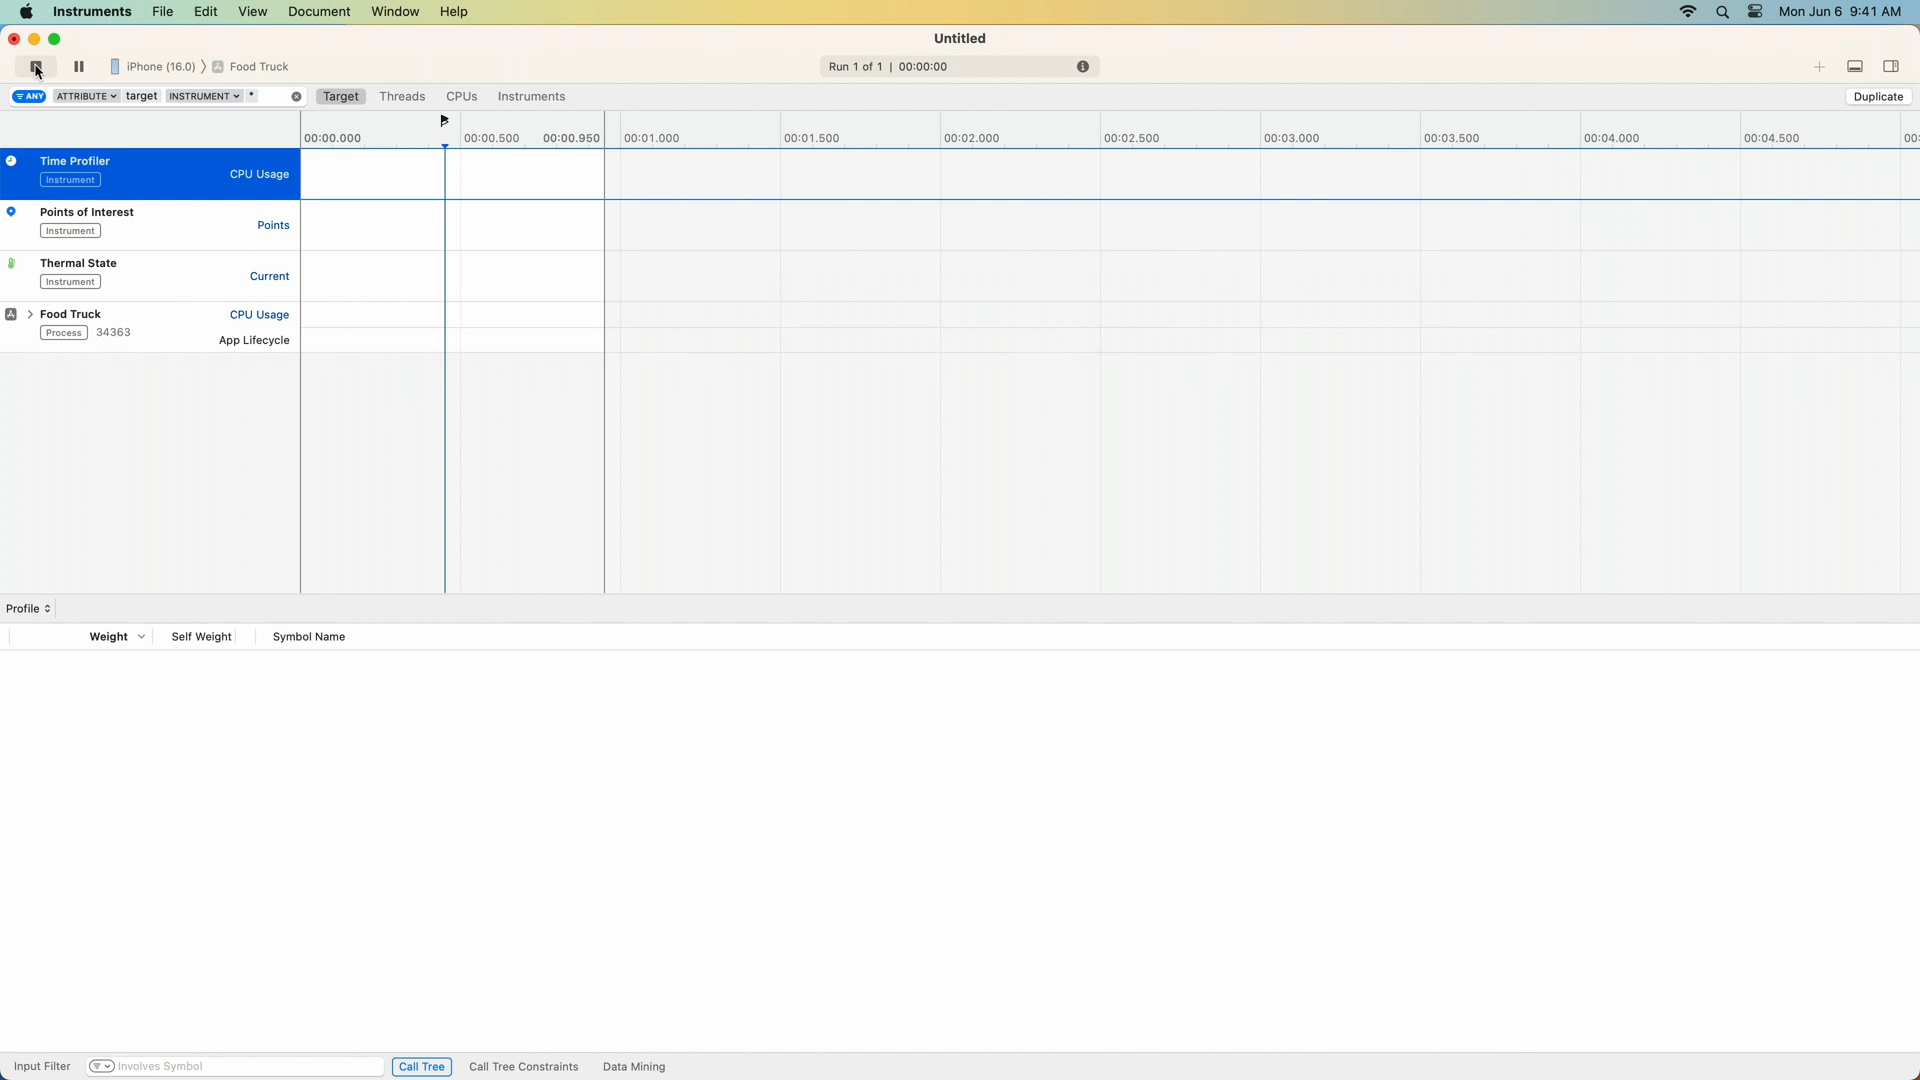 Instruments File Edit View Document Window Help Mon Jun 6 9:41 AM
Untitled
iPhone (16.0) Food Truck Run 1 of 1 | 00:00:00
ANY ATTRIBUTE target INSTRUMENT * Target Threads CPUs Instruments Duplicate
00:00.000 00:00.500 00:00.950 00:01.000 00:01.500 00:02.000 00:02.500 00:03.000 00:03.500 00:04.000 00:04.500 00:
Time Profiler
Instrument CPU Usage
Points of Interest
Instrument Points
Thermal State
Instrument Current
Food Truck CPU Usage
Process 34363
App Lifecycle
Profile
Weight Self Weight Symbol Name
Input Filter Involves Symbol Call Tree Call Tree Constraints Data Mining